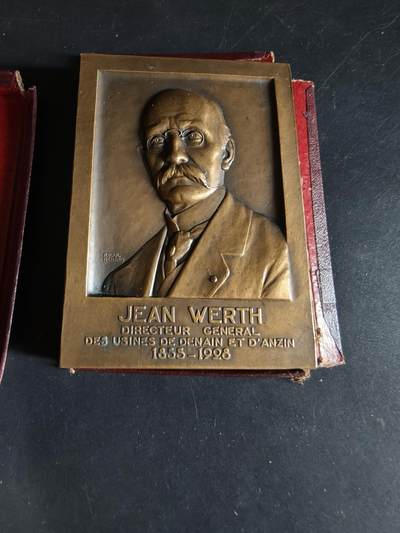 JEAN WERTH
DIRECTEUR GENERAL
DES USINES DE DENAIN ET D'ANZIN
1855-1928